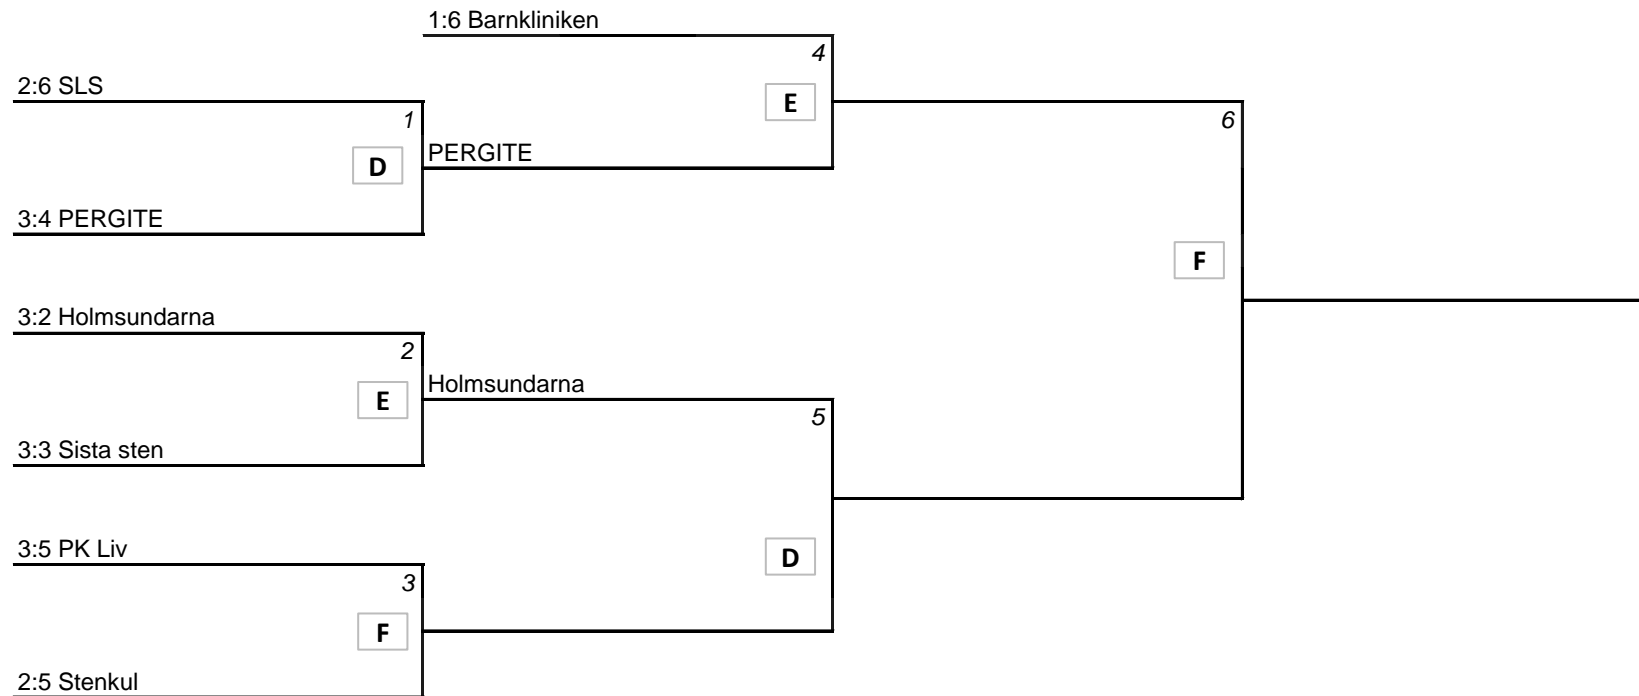 1:6 Barnkliniken
4
2:6 SLS
E
1
6
PERGITE
D
3:4 PERGITE
F
3:2 Holmsundarna
2
Holmsundarna
E
5
3:3 Sista sten
3:5 PK Liv
D
3
F
2:5 Stenkul